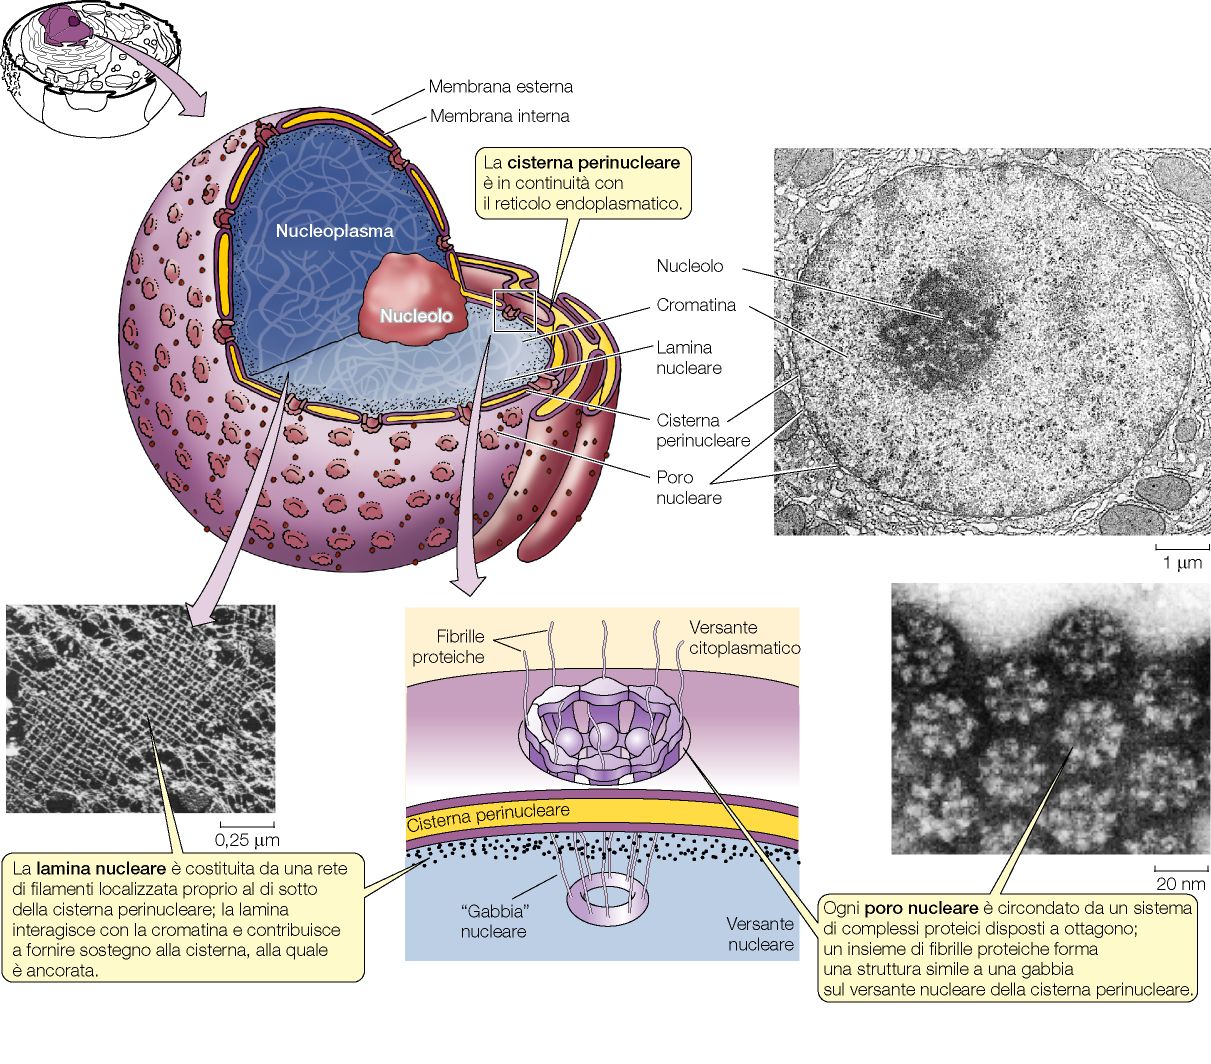 Membrana esterna
Membrana interna
La cisterna perinucleare
è in continuità con
il reticolo endoplasmatico.
Nucleoplasma
Nucleolo
Nucleolo
Cromatina
Lamina
nucleare
Cisterna
perinucleare
Poro
nucleare
1 µm
0,25 µm
La lamina nucleare è costituita da una rete
di filamenti localizzata proprio al di sotto
della cisterna perinucleare; la lamina
interagisce con la cromatina e contribuisce
a fornire sostegno alla cisterna, alla quale
è ancorata.
Fibrille
proteiche
Versante
citoplasmatico
Cisterna perinucleare
“Gabbia”
nucleare
Versante
nucleare
20 nm
Ogni poro nucleare è circondato da un sistema
di complessi proteici disposti a ottagono;
un insieme di fibrille proteiche forma
una struttura simile a una gabbia
sul versante nucleare della cisterna perinucleare.